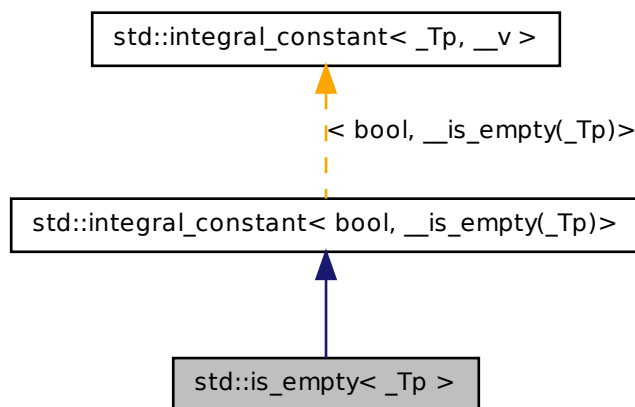 std::integral_constant< _Tp, __v >
< bool, __is_empty(_Tp)>
std::integral_constant< bool, __is_empty(_Tp)>
std::is_empty< _Tp >